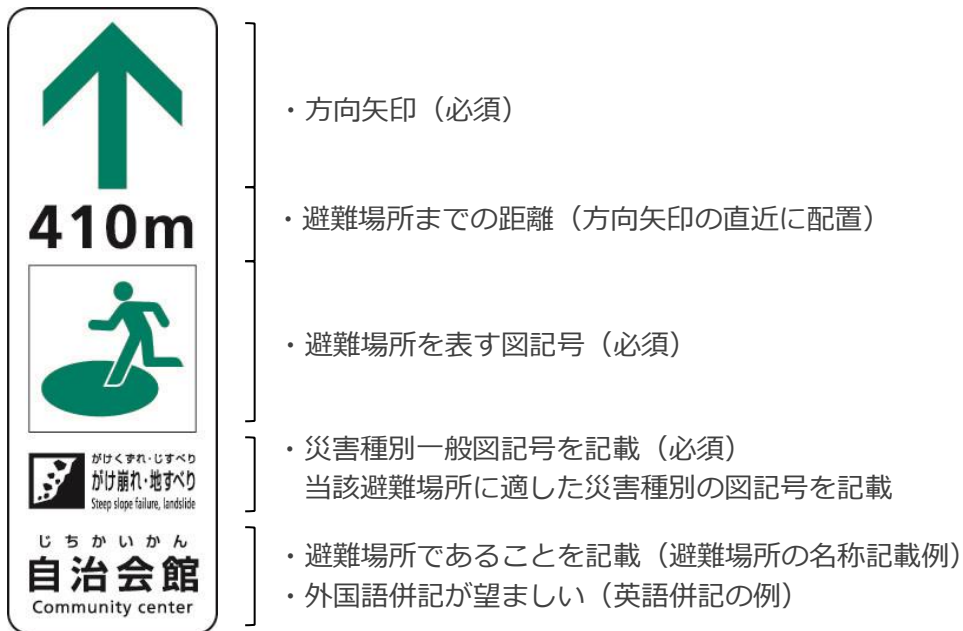 410m
がけくずれ・じすべり
がけ崩れ・地すべり
Steep slope failure, landslide
じちかいかん
自治会館
Community center
・方向矢印（必須）
・避難場所までの距離（方向矢印の直近に配置）
・避難場所を表す図記号（必須）
・災害種別一般図記号を記載（必須）
当該避難場所に適した災害種別の図記号を記載
・避難場所であることを記載（避難場所の名称記載例）
・外国語併記が望ましい（英語併記の例）